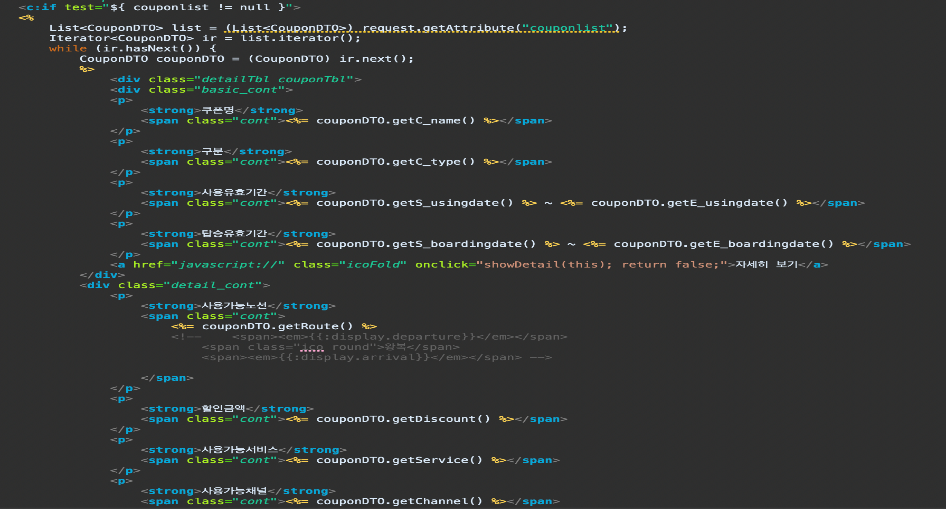 <c:if test="${ couponlist != null }">
<%
List<CouponDTO> list = (List<CouponDTO>) request.getAttribute("couponlist");
Iterator<CouponDTO> ir = list.iterator();
while (ir.hasNext()) {
CouponDTO couponDTO = (CouponDTO) ir.next();
%>
<div class="detailTbl couponTbl">
<div class="basic_cont">
<p>
<strong>쿠폰명</strong>
<span class="cont"><%= couponDTO.getC_name() %></span>
</p>
<p>
<strong>구분</strong>
<span class="cont"><%= couponDTO.getC_type() %></span>
</p>
<p>
<strong>사용유효기간</strong>
<span class="cont"><%= couponDTO.getS_usingdate() %> ~ <%= couponDTO.getE_usingdate() %></span>
</p>
<p>
<strong>탑승유효기간</strong>
<span class="cont"><%= couponDTO.getS_boardingdate() %> ~ <%= couponDTO.getE_boardingdate() %></span>
</p>
<a href="javascript://" class="icoFold" onclick="showDetail(this); return false;">자세히 보기</a>
</div>
<div class="detail_cont">
<p>
<strong>사용가능노선</strong>
<span class="cont">
<%= couponDTO.getRoute() %>
<!-- <span><em>{{:display.departure}}</em></span>
<span class="ico round">왕복</span>
<span><em>{{:display.arrival}}</em></span> -->
</span>
</p>
<p>
<strong>할인금액</strong>
<span class="cont"><%= couponDTO.getDiscount() %></span>
</p>
<p>
<strong>사용가능서비스</strong>
<span class="cont"><%= couponDTO.getService() %></span>
</p>
<p>
<strong>사용가능채널</strong>
<span class="cont"><%= couponDTO.getChannel() %></span>